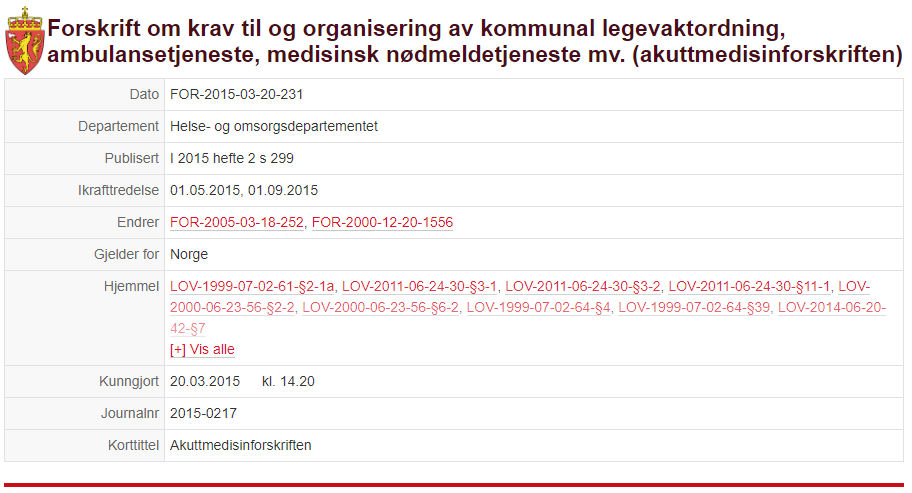 Forskrift om krav til og organisering av kommunal legevaktordning,
ambulansetjeneste, medisinsk nødmeldetjeneste mv. (akuttmedisinforskriften)
Dato FOR-2015-03-20-231
Departement Helse- og omsorgsdepartementet
Publisert I 2015 hefte 2 s 299
Ikrafttredelse 01.05.2015, 01.09.2015
Endrer FOR-2005-03-18-252, FOR-2000-12-20-1556
Gjelder for Norge
Hjemmel LOV-1999-07-02-61-§2-1a, LOV-2011-06-24-30-§3-1, LOV-2011-06-24-30-§3-2, LOV-2011-06-24-30-§11-1, LOV-
2000-06-23-56-§2-2, LOV-2000-06-23-56-§6-2, LOV-1999-07-02-64-§4, LOV-1999-07-02-64-§39, LOV-2014-06-20-
42-§7
[+] Vis alle
Kunngjort 20.03.2015 kl. 14.20
Journalnr 2015-0217
Korttittel Akuttmedisinforskriften